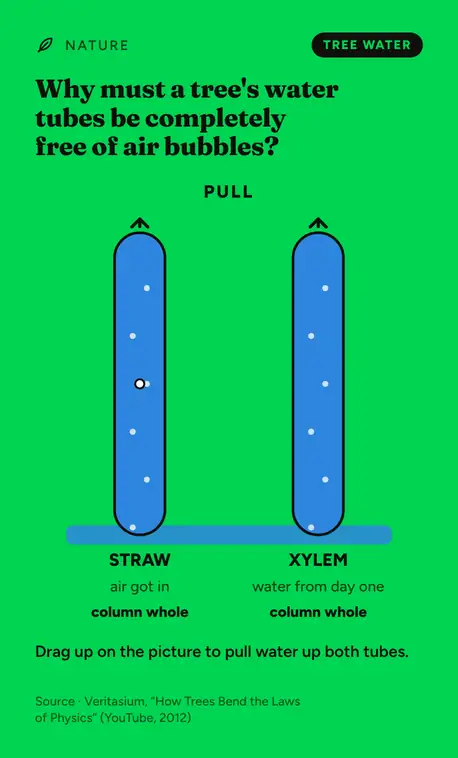 NATURE
TREE WATER
Why must a tree's water
tubes be completely
free of air bubbles?
PULL
STRAW
XYLEM
air got in
water from day one
column whole
column whole
Drag up on the picture to pull water up both tubes.
Source · Veritasium, “How Trees Bend the Laws
of Physics” (YouTube, 2012)